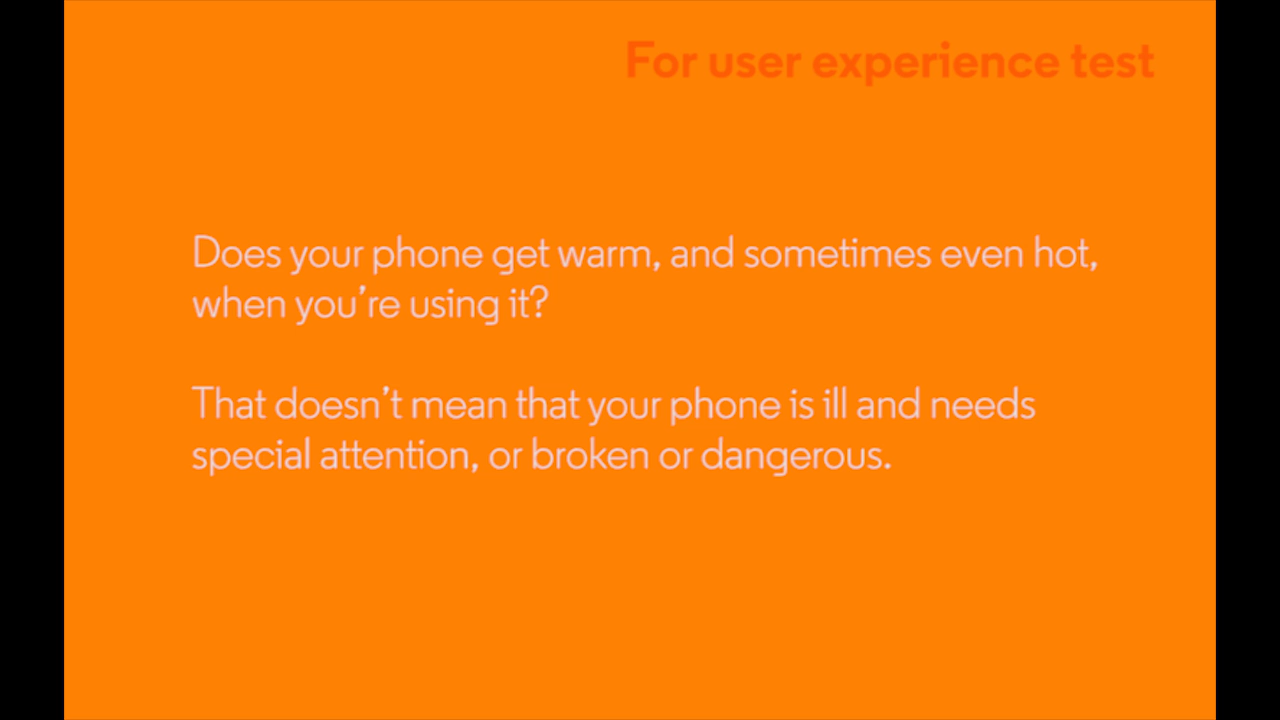 For user experience test
Does your phone get warm, and sometimes even hot,
when you’re using it?
That doesn’t mean that your phone is ill and needs
special attention, or broken or dangerous.